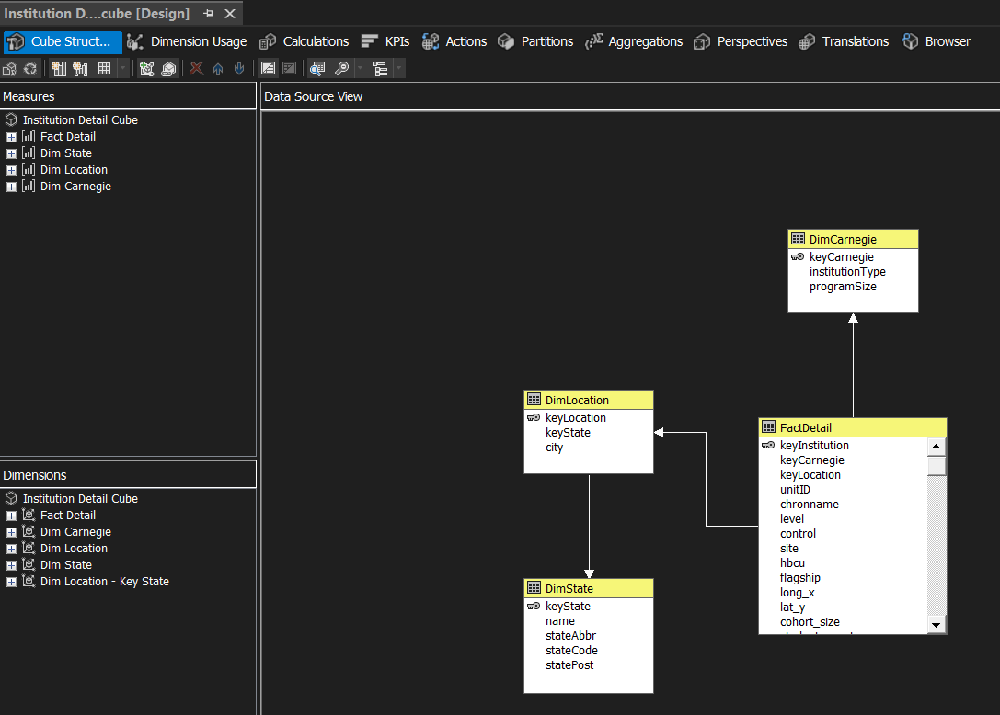 Institution D....cube [Design]
Cube Struct... Dimension Usage Calculations KPIs Actions Partitions Aggregations Perspectives Translations Browser
Measures
Institution Detail Cube
Fact Detail
Dim State
Dim Location
Dim Carnegie
Dimensions
Institution Detail Cube
Fact Detail
Dim Carnegie
Dim Location
Dim State
Dim Location - Key State
Data Source View
DimCarnegie
keyCarnegie
institutionType
programSize
DimLocation
keyLocation
keyState
city
FactDetail
keyInstitution
keyCarnegie
keyLocation
unitID
chronname
level
control
site
hbcu
flagship
long_x
lat_y
cohort_size
DimState
keyState
name
stateAbbr
stateCode
statePost